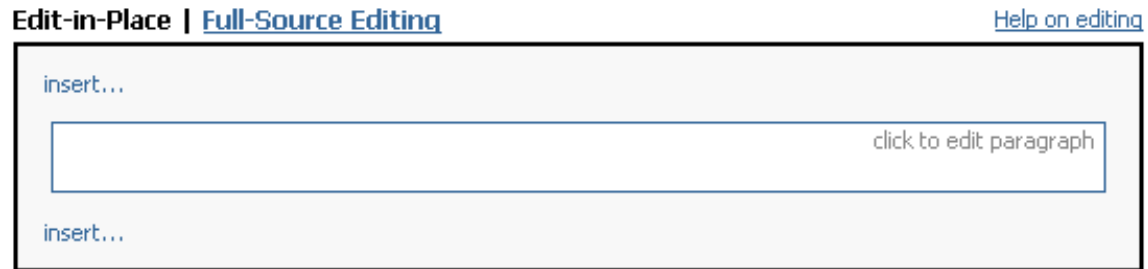 Edit-in-Place | Full-Source Editing Help on editing
insert...
click to edit paragraph
insert...